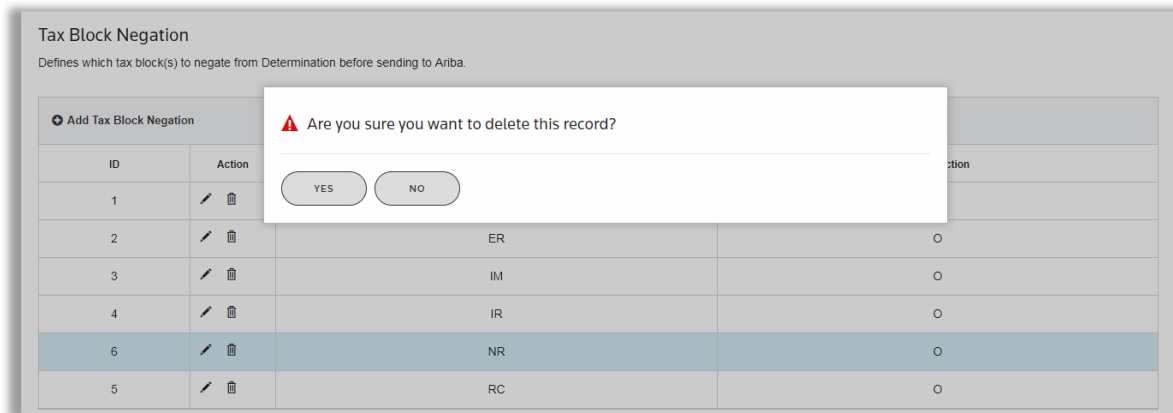 Tax Block Negation
Defines which tax block(s) to negate from Determination before sending to Ariba.
Add Tax Block Negation
Are you sure you want to delete this record?
YES NO
ID Action ction
1
2 ER O
3 IM O
4 IR O
6 NR O
5 RC O